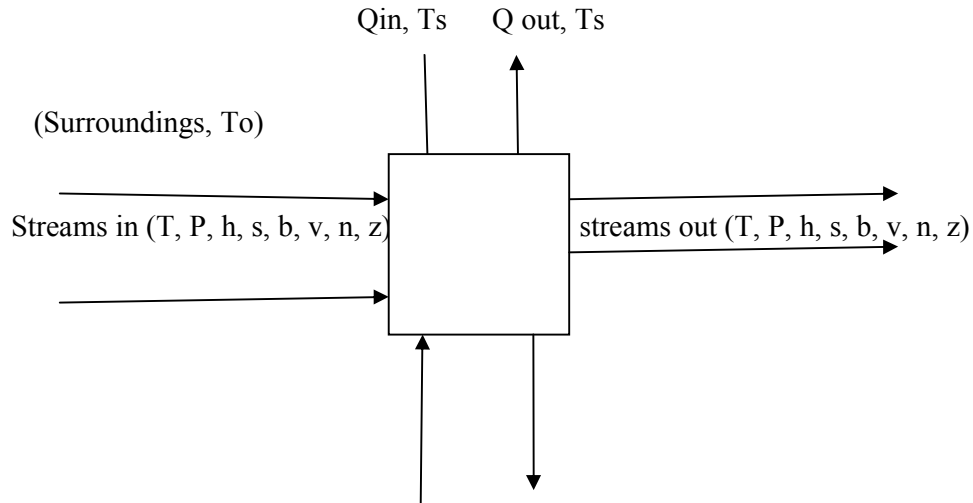 Qin, Ts Q out, Ts
(Surroundings, To)
Streams in (T, P, h, s, b, v, n, z) streams out (T, P, h, s, b, v, n, z)